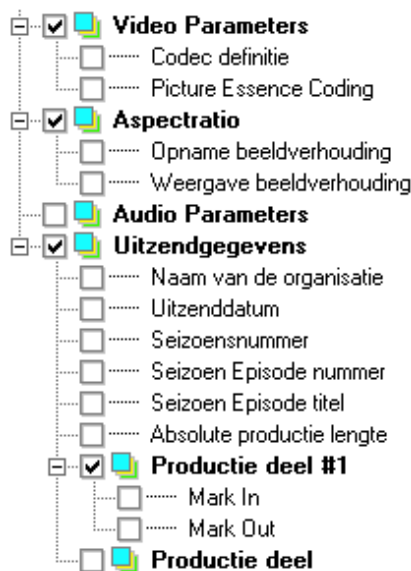 Video Parameters
Codec definitie
Picture Essence Coding
Aspectratio
Opname beeldverhouding
Weergave beeldverhouding
Audio Parameters
Uitzendgegevens
Naam van de organisatie
Uitzenddatum
Seizoensnummer
Seizoen Episode nummer
Seizoen Episode titel
Absolute productie lengte
Productie deel #1
Mark In
Mark Out
Productie deel